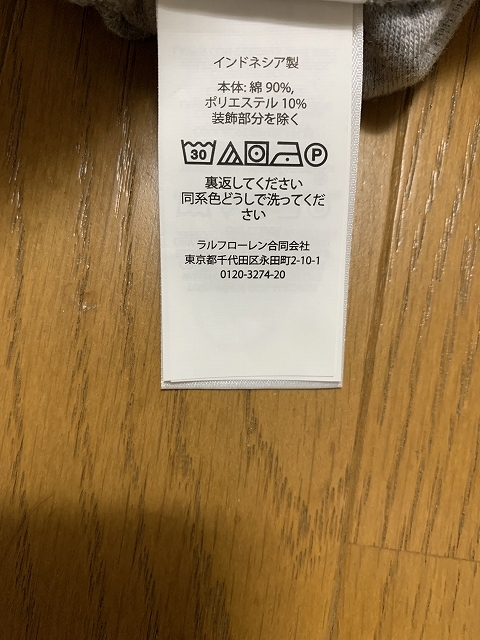 インドネシア製
本体: 綿 90%,
ポリエステル 10%
装飾部分を除く
30 P
裏返してください
同系色どうしで洗ってくだ
さい
ラルフローレン合同会社
東京都千代田区永田町2-10-1
0120-3274-20